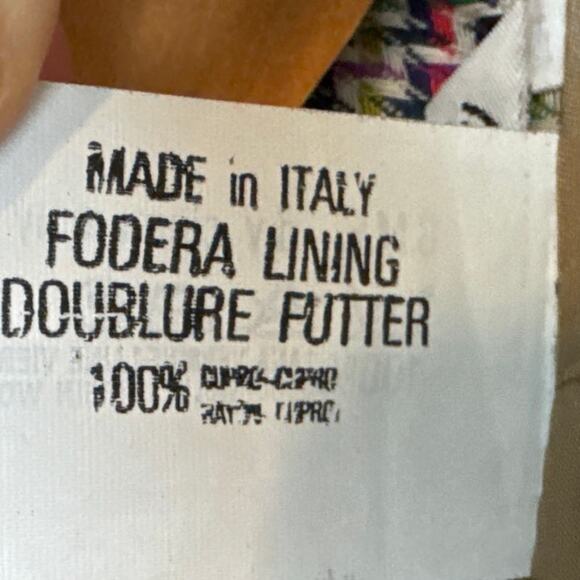 MADE in ITALY
FODERA LINING
DOUBLURE FUTTER
100%